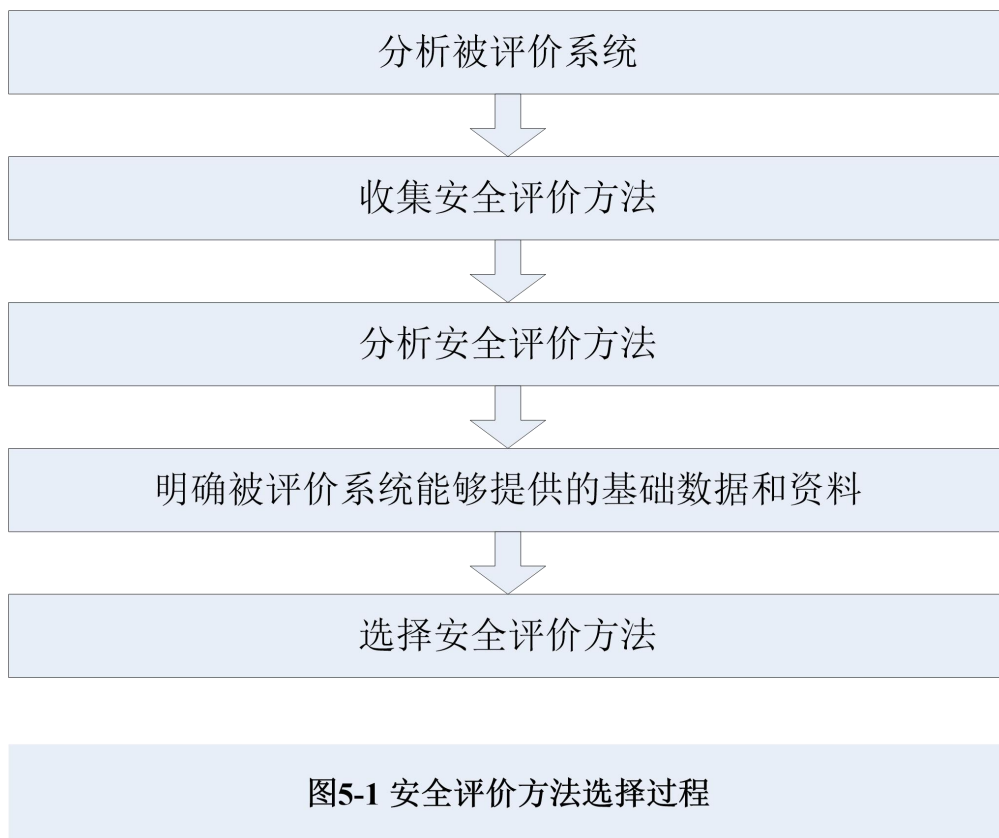 分析被评价系统
收集安全评价方法
分析安全评价方法
明确被评价系统能够提供的基础数据和资料
选择安全评价方法
图5-1 安全评价方法选择过程